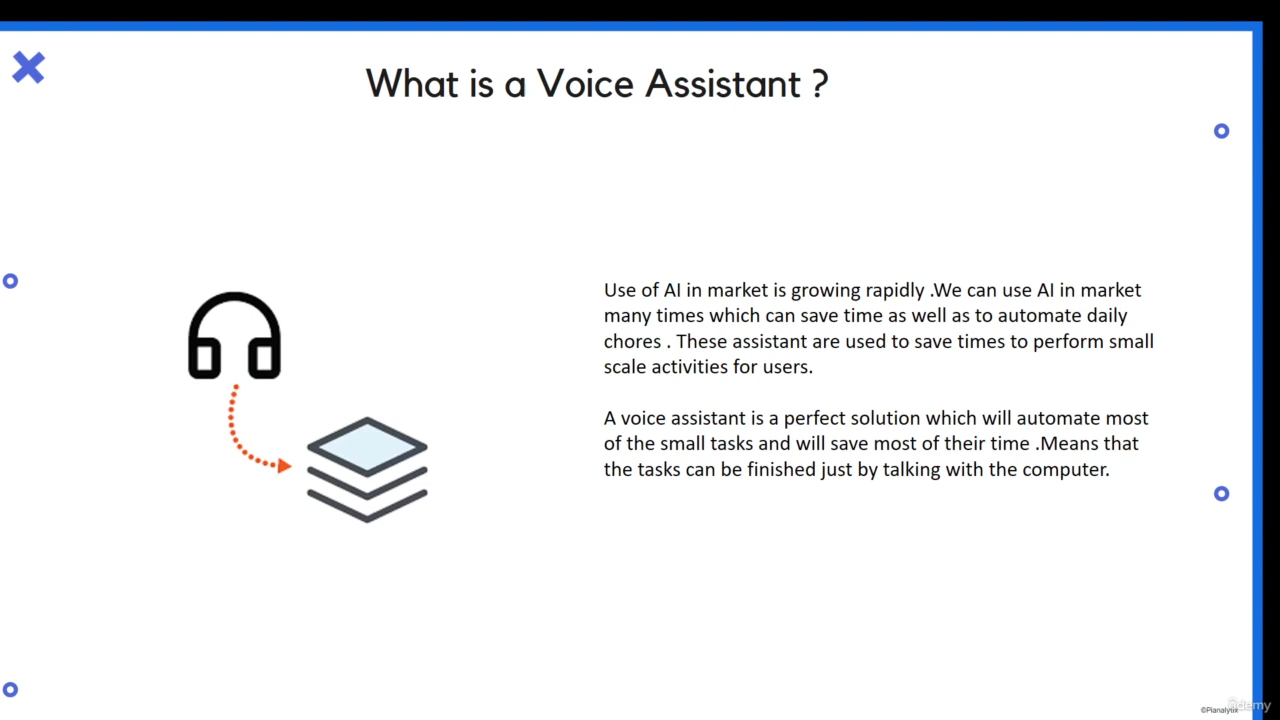 What is a Voice Assistant ?
Use of AI in market is growing rapidly .We can use AI in market
many times which can save time as well as to automate daily
chores . These assistant are used to save times to perform small
scale activities for users.
A voice assistant is a perfect solution which will automate most
of the small tasks and will save most of their time .Means that
the tasks can be finished just by talking with the computer.
©Planalytix